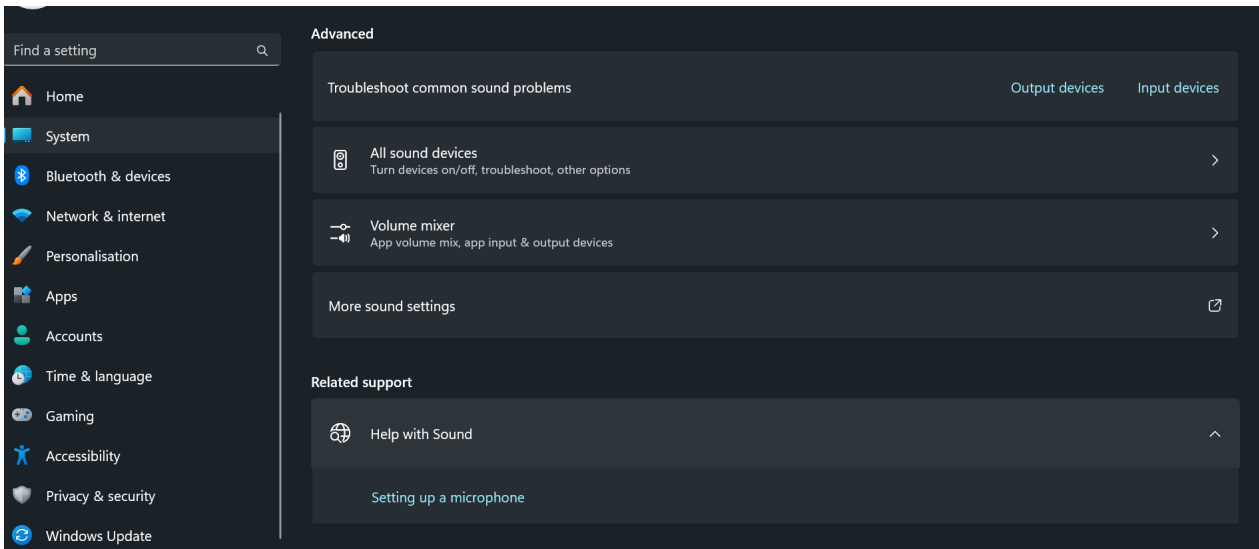 Find a setting
Home
System
Bluetooth & devices
Network & internet
Personalisation
Apps
Accounts
Time & language
Gaming
Accessibility
Privacy & security
Windows Update
Advanced
Troubleshoot common sound problems
Output devices
Input devices
All sound devices
Turn devices on/off, troubleshoot, other options
Volume mixer
App volume mix, app input & output devices
More sound settings
Related support
Help with Sound
Setting up a microphone